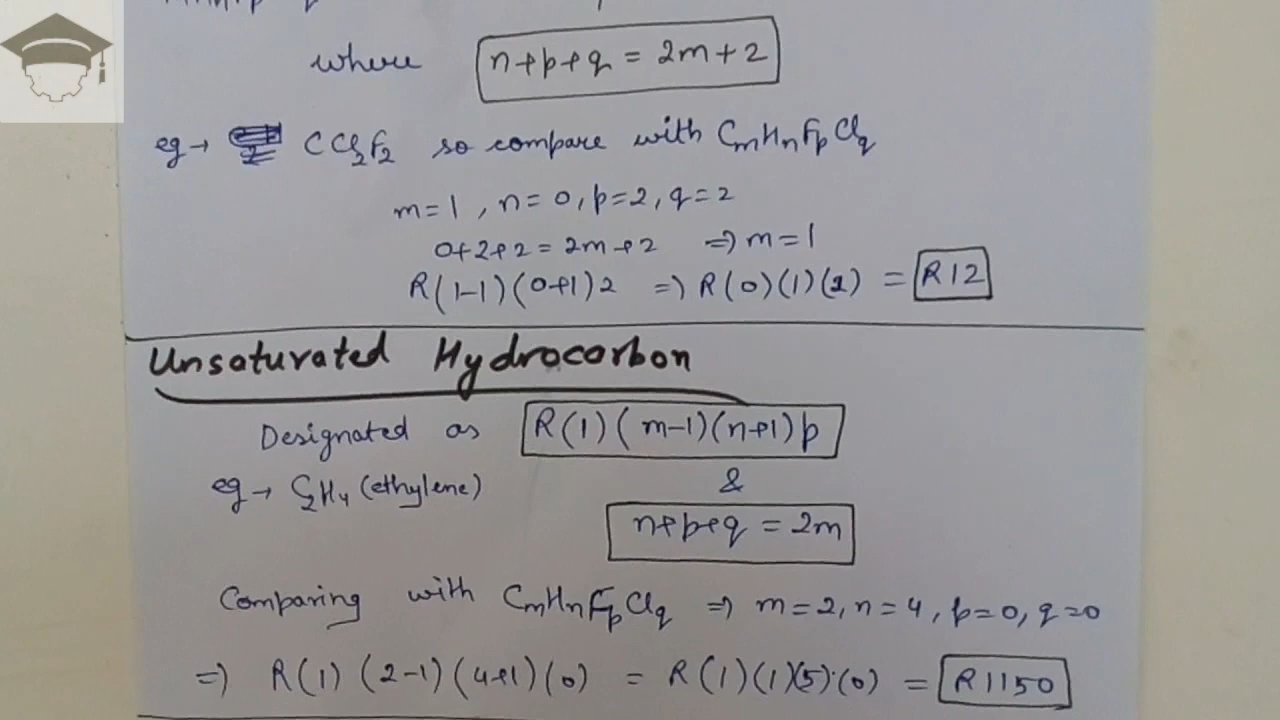 where n+p+q = 2m+2
eg → CCl2F2 so compare with CmHnFpClq
m=1, n=0, p=2, q=2
0+2+2 = 2m+2 ⇒ m=1
R(1-1)(0+1)2 ⇒ R(0)(1)(2) = R12
Unsaturated Hydrocarbon
Designated as R(1)(m-1)(n+1)p
&
eg → C2H4 (ethylene)
n+p+q = 2m
Comparing with CmHnFpClq ⇒ m=2, n=4, p=0, q=0
⇒ R(1)(2-1)(4+1)(0) = R(1)(1)(5)·(0) = R1150